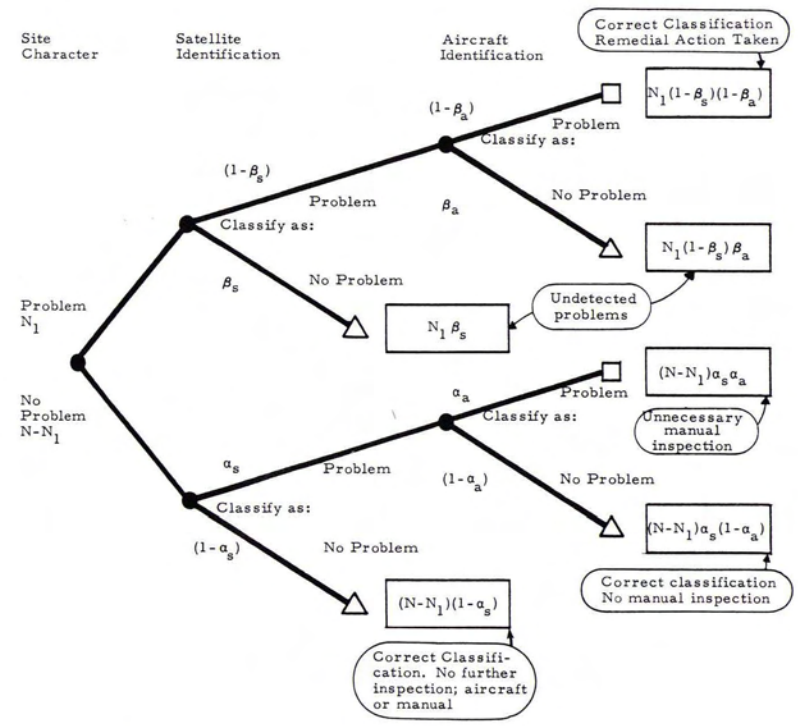 Site
Character
Satellite
Identification
Aircraft
Identification
Correct Classification
Remedial Action Taken
N₁(1-βₛ)(1-βₐ)
(1-βₐ)
Problem
Classify as:
(1-βₛ)
Problem
Classify as:
βₐ
No Problem
N₁(1-βₛ)βₐ
βₛ
No Problem
Undetected
problems
N₁ βₛ
Problem
N₁
No
Problem
N-N₁
(N-N₁)αₛαₐ
αₐ
Problem
Classify as:
Unnecessary
manual
inspection
αₛ
Problem
Classify as:
(1-αₐ)
No Problem
(N-N₁)αₛ(1-αₐ)
(1-αₛ)
No Problem
Correct classification
No manual inspection
(N-N₁)(1-αₛ)
Correct Classifi-
cation. No further
inspection; aircraft
or manual